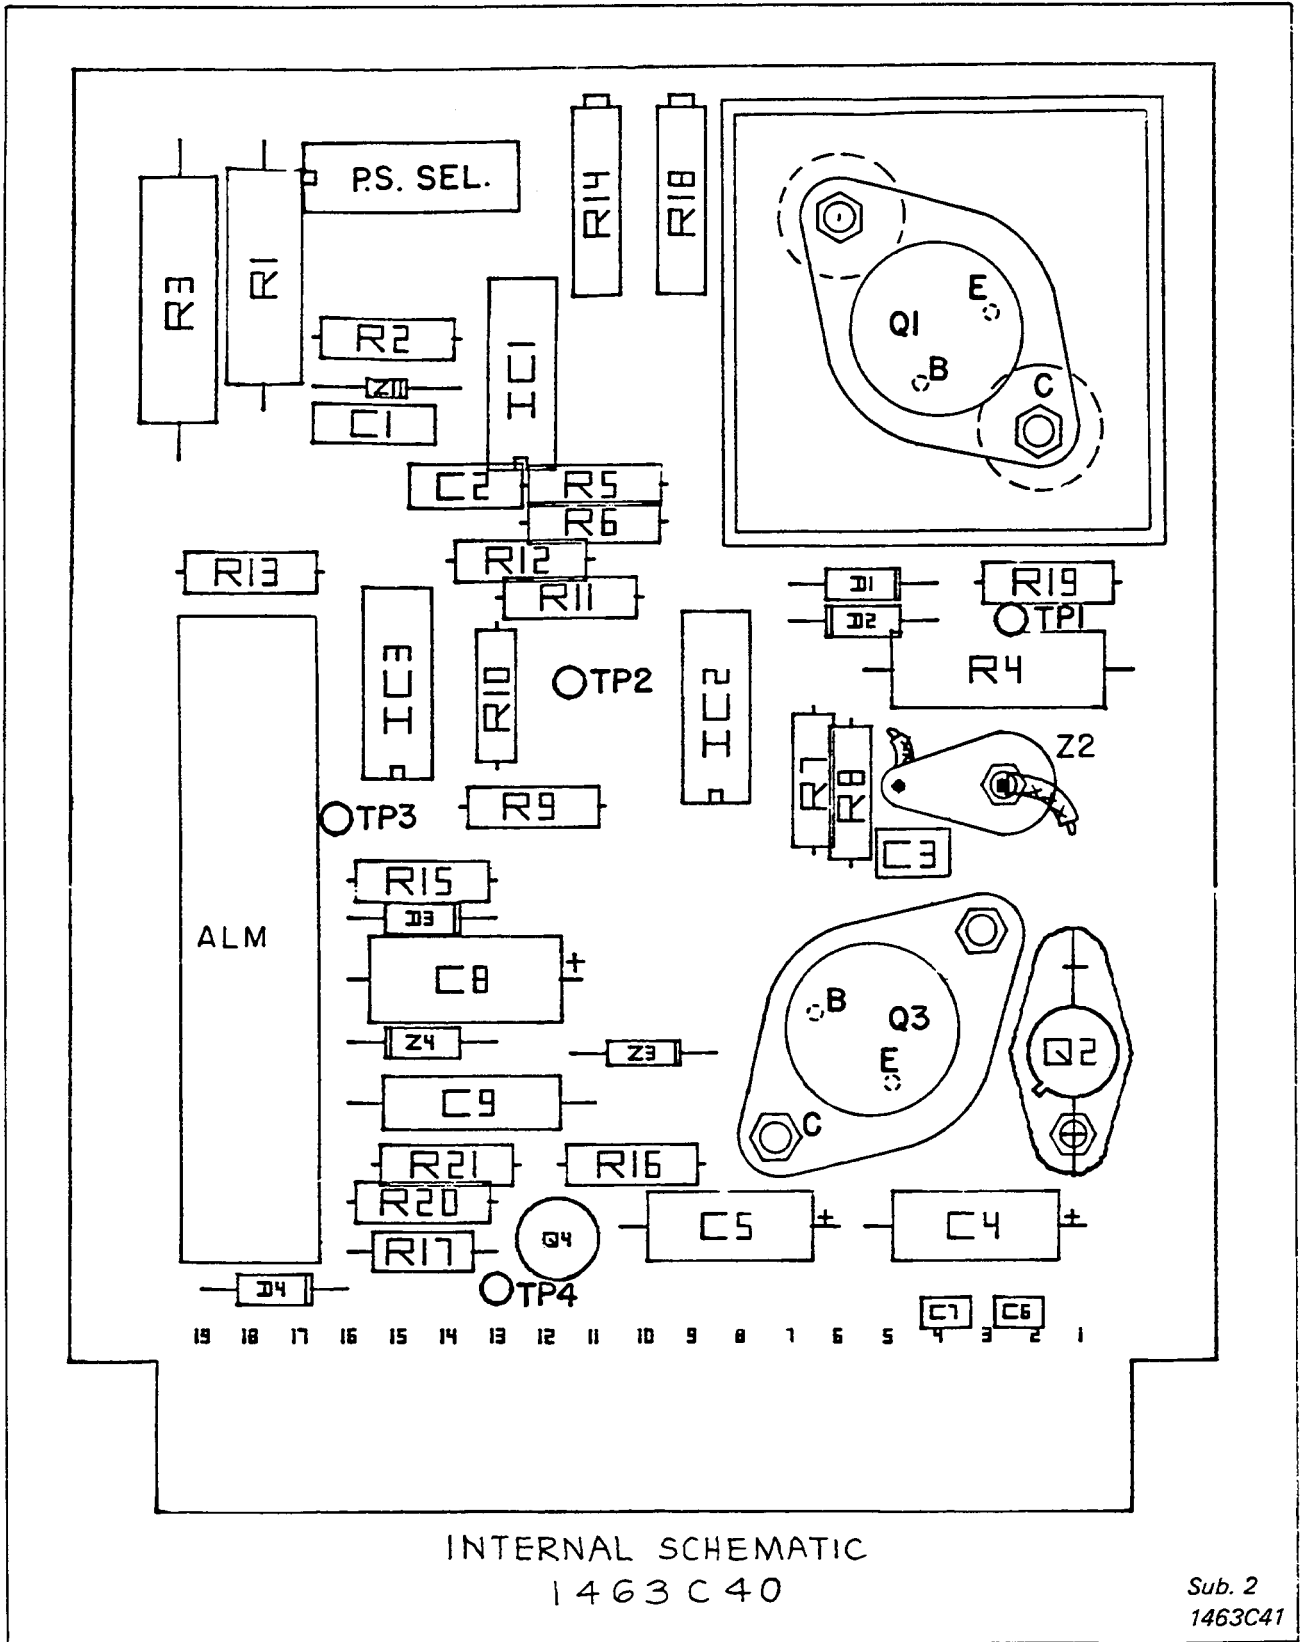 P.S. SEL.
R14
R18
R3
R1
R2
Z1
C1
IC1
E
Q1
B
C
C2
R5
R6
R12
R11
R13
D1
D2
R19
TP1
R4
IC3
R10
TP2
IC2
R7
R8
Z2
C3
R9
TP3
R15
D3
ALM
C8
+
Z4
Z3
C9
B
Q3
E
C
Q2
R21
R16
R20
R17
Q4
C5
+
C4
+
D4
TP4
C7
C6
19 18 17 16 15 14 13 12 11 10 9 8 7 6 5 4 3 2 1
INTERNAL SCHEMATIC
1463C40
Sub. 2
1463C41